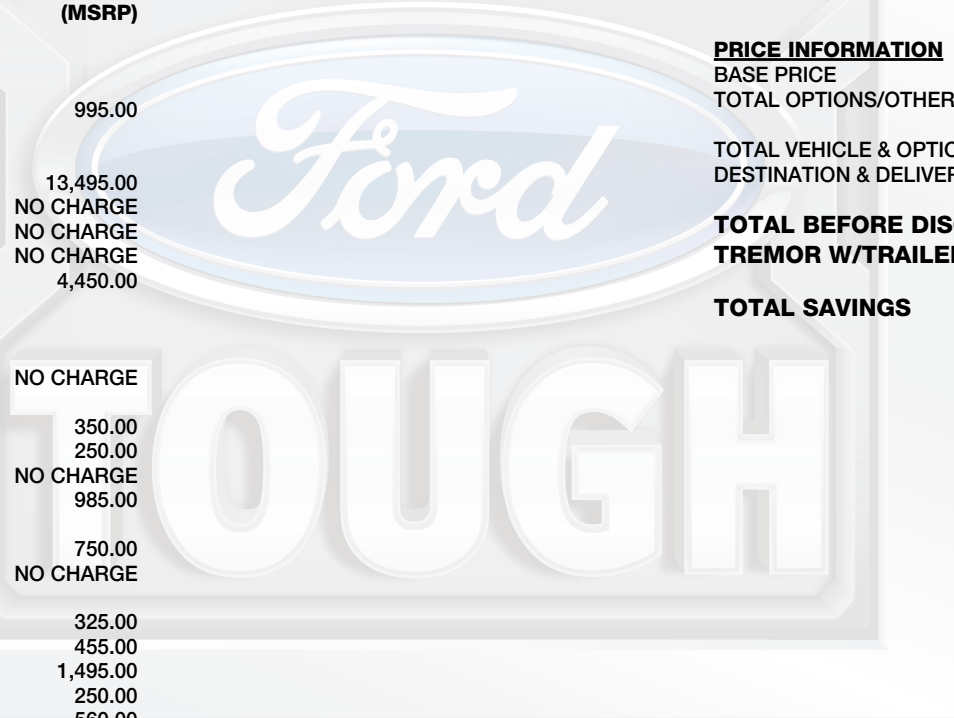 (MSRP)
995.00
13,495.00
NO CHARGE
NO CHARGE
NO CHARGE
4,450.00
NO CHARGE
350.00
250.00
NO CHARGE
985.00
750.00
NO CHARGE
325.00
455.00
1,495.00
250.00
560.00
PRICE INFORMATION
BASE PRICE
TOTAL OPTIONS/OTHER
TOTAL VEHICLE & OPTIO
DESTINATION & DELIVER
TOTAL BEFORE DIS
TREMOR W/TRAILE
TOTAL SAVINGS
Ford
TOUGH